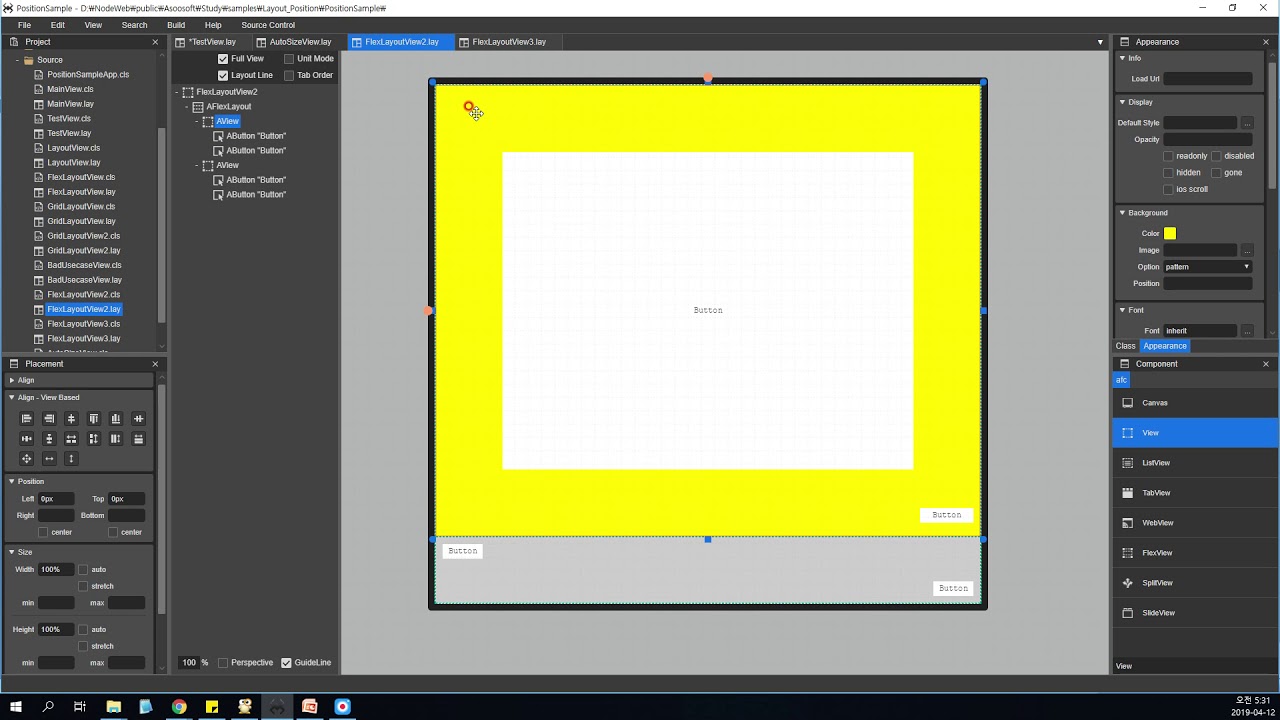 PositionSample - D:₩NodeWeb₩public₩Asoosoft₩Study₩samples₩Layout_Position₩PositionSample₩
File Edit View Search Build Help Source Control
Project
Source
PositionSampleApp.cls
MainView.cls
MainView.lay
TestView.cls
TestView.lay
LayoutView.cls
LayoutView.lay
FlexLayoutView.cls
FlexLayoutView.lay
GridLayoutView.cls
GridLayoutView.lay
GridLayoutView2.cls
GridLayoutView2.lay
BadUsecaseView.cls
BadUsecaseView.lay
FlexLayoutView2.cls
FlexLayoutView2.lay
FlexLayoutView3.cls
FlexLayoutView3.lay
Placement
Align
Align - View Based
Position
Left 0px Top 0px
Right Bottom
center center
Size
Width 100% auto
stretch
min max
Height 100% auto
stretch
min max
*TestView.lay AutoSizeView.lay FlexLayoutView2.lay FlexLayoutView3.lay
Full View Unit Mode
Layout Line Tab Order
FlexLayoutView2
AFlexLayout
AView
AButton "Button"
AButton "Button"
AView
AButton "Button"
AButton "Button"
100 % Perspective GuideLine
Button
Button
Button
Button
Appearance
Info
Load Url
Display
Default Style ...
Opacity
readonly disabled
hidden gone
ios scroll
Background
Color
Image ...
Option pattern
Position
Font
Font inherit ...
Class Appearance
Component
afc
Canvas
View
ListView
TabView
WebView
FlexView
SplitView
SlideView
View
오전 5:31
2019-04-12